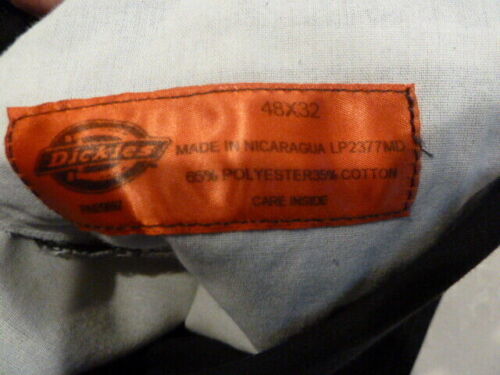 48X32
DICKIES
MADE IN NICARAGUA LP2377MD
65% POLYESTER35% COTTON
CARE INSIDE